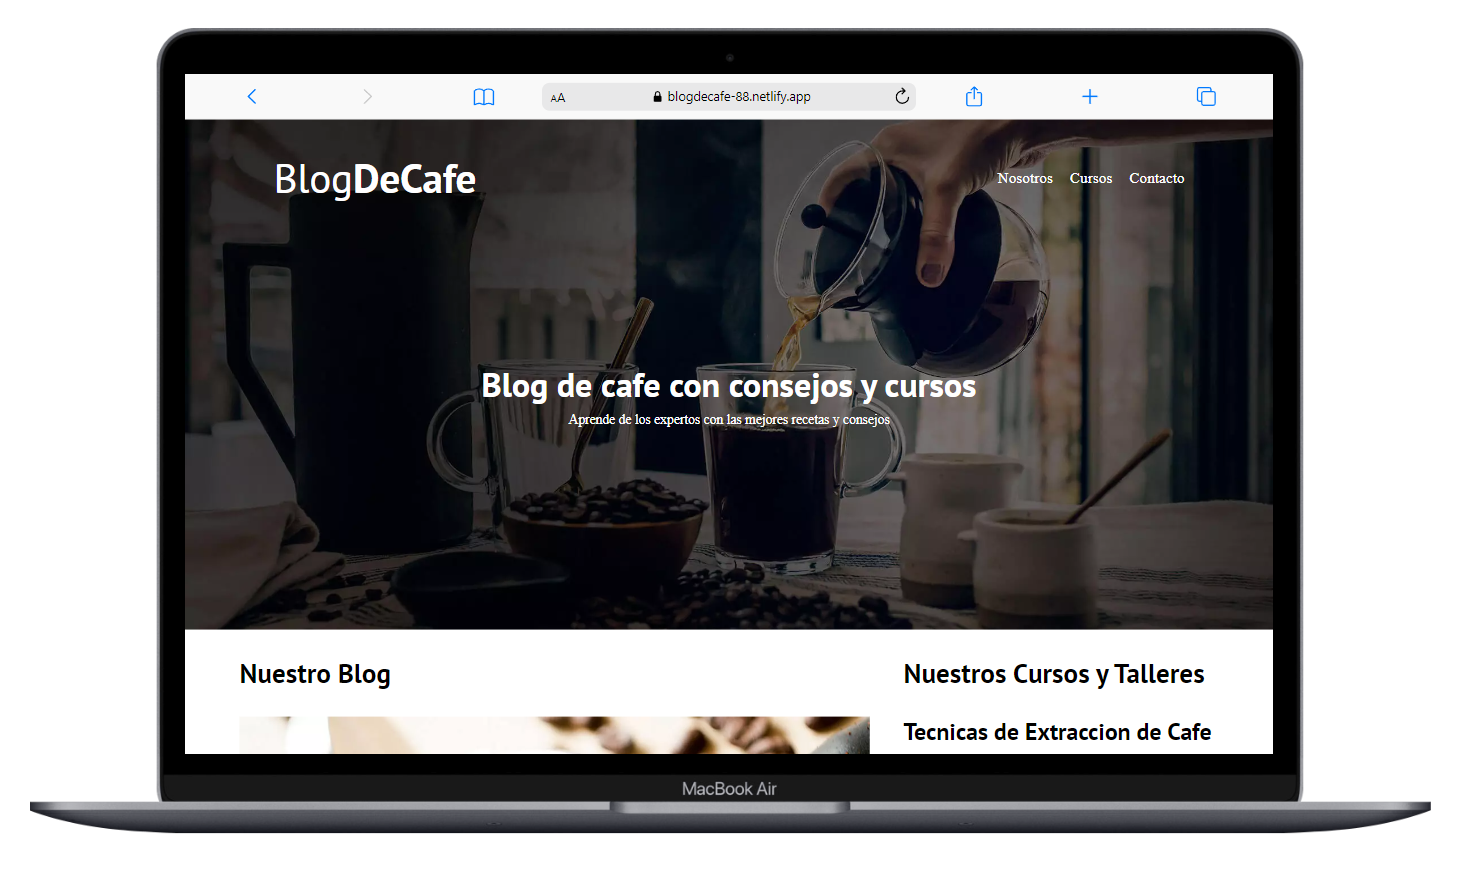 AA blogdecafe-88.netlify.app
BlogDeCafe
Nosotros Cursos Contacto
Blog de cafe con consejos y cursos
Aprende de los expertos con las mejores recetas y consejos
Nuestro Blog
Nuestros Cursos y Talleres
Tecnicas de Extraccion de Cafe
MacBook Air